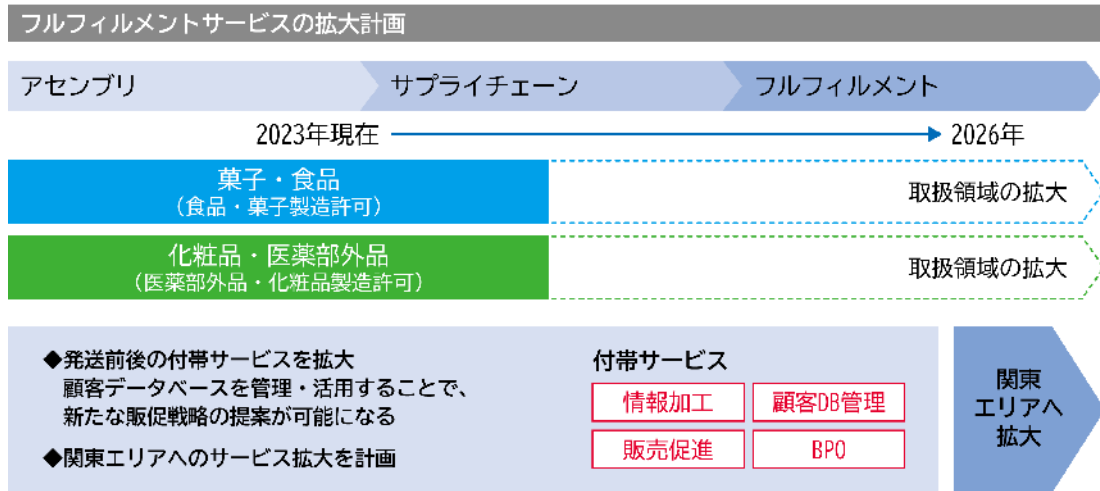 フルフィルメントサービスの拡大計画
アセンブリ
サプライチェーン
フルフィルメント
2023年現在
2026年
菓子・食品
（食品・菓子製造許可）
取扱領域の拡大
化粧品・医薬部外品
（医薬部外品・化粧品製造許可）
取扱領域の拡大
◆発送前後の付帯サービスを拡大
顧客データベースを管理・活用することで、
新たな販促戦略の提案が可能になる
◆関東エリアへのサービス拡大を計画
付帯サービス
情報加工
顧客DB管理
販売促進
BPO
関東
エリアへ
拡大